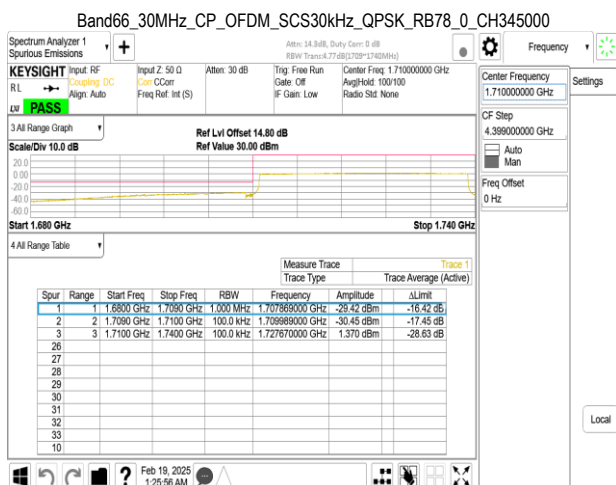 Band66_30MHz_CP_OFDM_SCS30kHz_QPSK_RB78_0_CH345000
Spectrum Analyzer 1
Spurious Emissions
Atten: 14.8dB, Duty Corr: 0 dB
RBW Trans:4.77dB(1709~1740MHz)
Frequency
KEYSIGHT
RL
LXI
PASS
Input: RF
Coupling: DC
Align: Auto
Input Z: 50 Ω
Corr CCorr
Freq Ref: Int (S)
Atten: 30 dB
Trig: Free Run
Gate: Off
IF Gain: Low
Center Freq: 1.710000000 GHz
Avg|Hold: 100/100
Radio Std: None
Center Frequency
1.710000000 GHz
Settings
CF Step
4.399000000 GHz
Auto
Man
Freq Offset
0 Hz
3 All Range Graph
Scale/Div 10.0 dB
Ref Lvl Offset 14.80 dB
Ref Value 30.00 dBm
20.0
0.00
-20.0
-40.0
-60.0
Start 1.680 GHz
Stop 1.740 GHz
4 All Range Table
Measure Trace Trace 1
Trace Type Trace Average (Active)
Spur Range Start Freq Stop Freq RBW Frequency Amplitude ΔLimit
1 1 1.6800 GHz 1.7090 GHz 1.000 MHz 1.707869000 GHz -29.42 dBm -16.42 dB
2 2 1.7090 GHz 1.7100 GHz 100.0 kHz 1.709989000 GHz -30.45 dBm -17.45 dB
3 3 1.7100 GHz 1.7400 GHz 100.0 kHz 1.727670000 GHz 1.370 dBm -28.63 dB
26
27
28
29
30
31
32
33
10
Local
Feb 19, 2025
1:25:56 AM